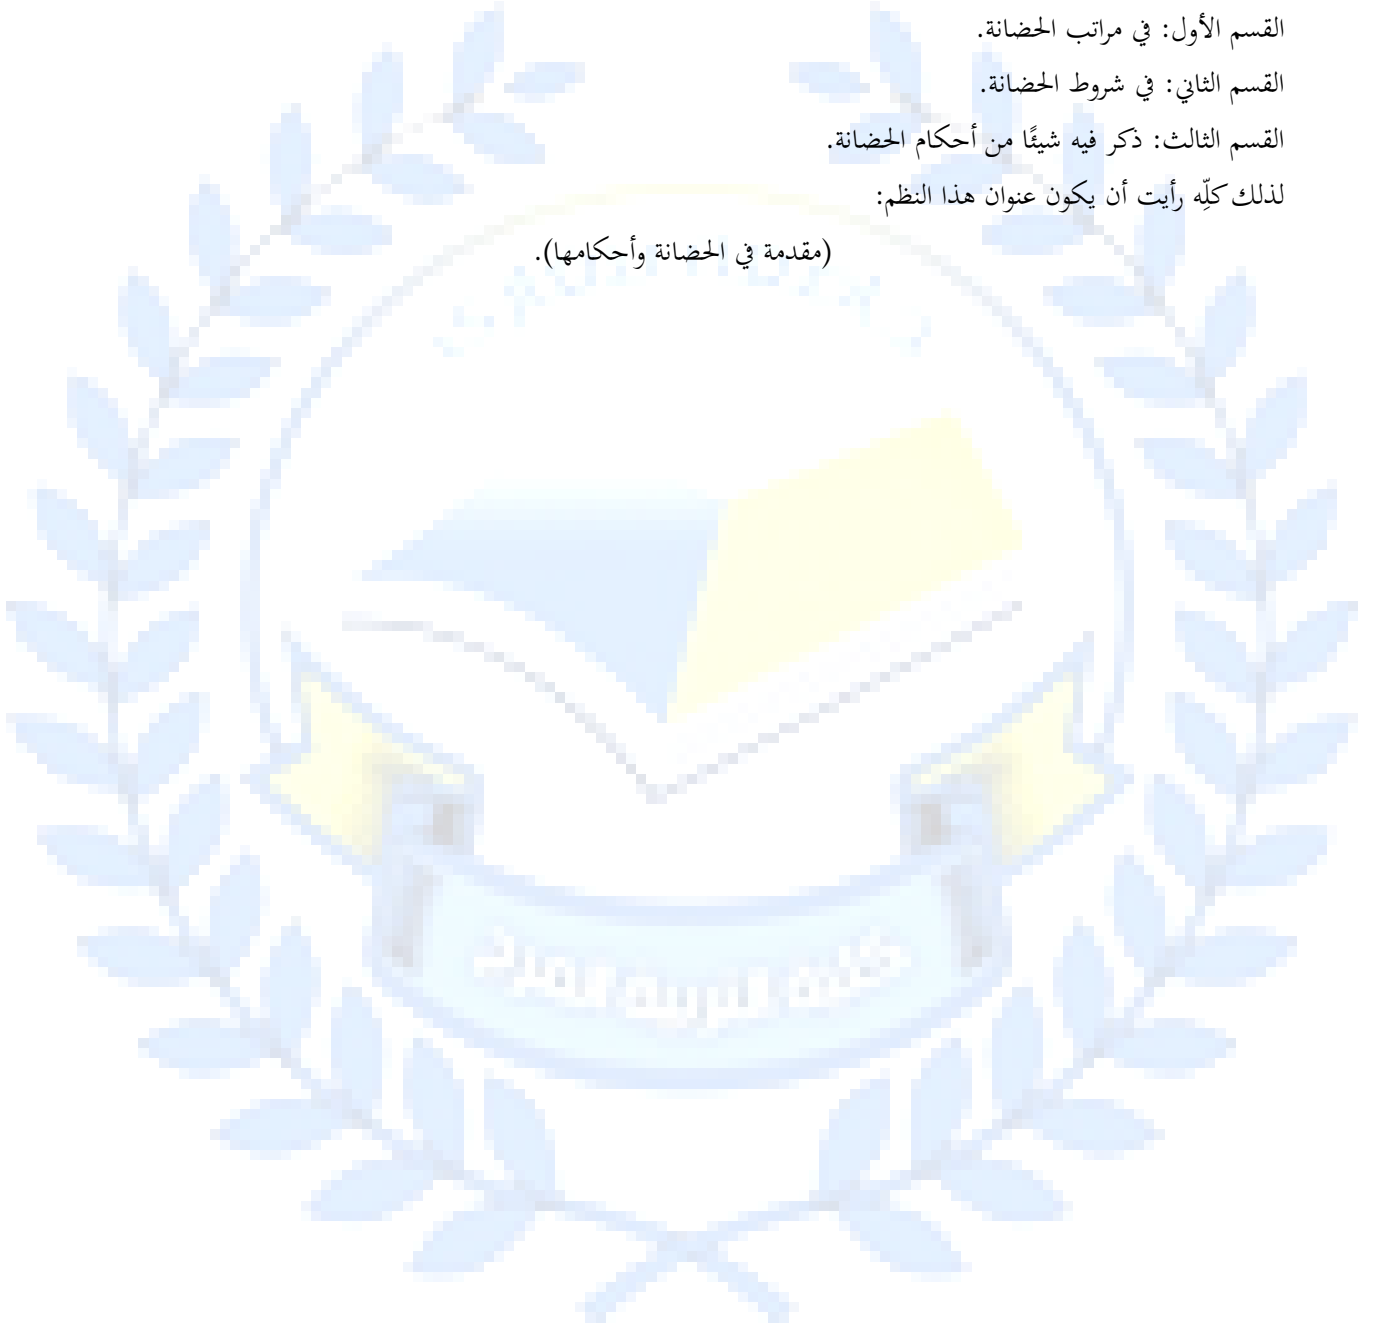 القسم الأول: في مراتب الحضانة.
القسم الثاني: في شروط الحضانة.
القسم الثالث: ذكر فيه شيئًا من أحكام الحضانة.
لذلك كلِّه رأيت أن يكون عنوان هذا النظم:
(مقدمة في الحضانة وأحكامها).